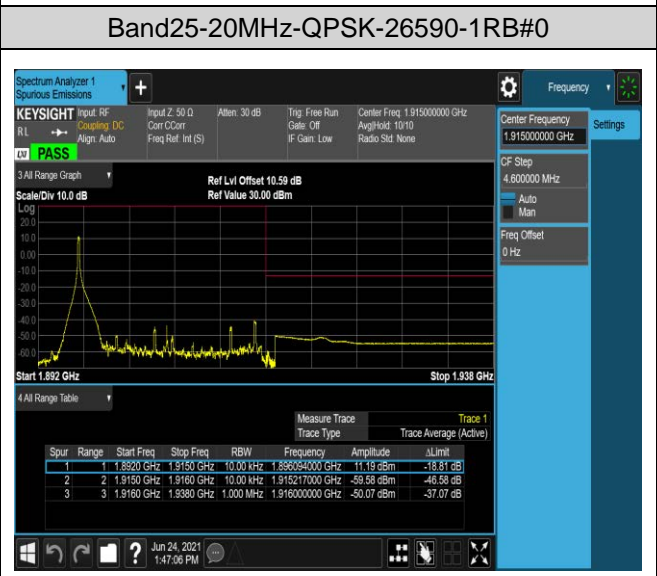 Band25-20MHz-QPSK-26590-1RB#0
Spectrum Analyzer 1
Spurious Emissions
+
Frequency
KEYSIGHT
RL
Input: RF
Coupling: DC
Align: Auto
Input Z: 50 Ω
Corr CCorr
Freq Ref: Int (S)
Atten: 30 dB
Trig: Free Run
Gate: Off
IF Gain: Low
Center Freq: 1.915000000 GHz
Avg|Hold: 10/10
Radio Std: None
LXI PASS
Center Frequency
1.915000000 GHz
Settings
CF Step
4.600000 MHz
Auto
Man
Freq Offset
0 Hz
3 All Range Graph
Ref Lvl Offset 10.59 dB
Scale/Div 10.0 dB
Ref Value 30.00 dBm
Log
20.0
10.0
0.00
-10.0
-20.0
-30.0
-40.0
-50.0
-60.0
Start 1.892 GHz
Stop 1.938 GHz
4 All Range Table
Measure Trace Trace 1
Trace Type Trace Average (Active)
Spur Range Start Freq Stop Freq RBW Frequency Amplitude ΔLimit
1 1 1.8920 GHz 1.9150 GHz 10.00 kHz 1.896094000 GHz 11.19 dBm -18.81 dB
2 2 1.9150 GHz 1.9160 GHz 10.00 kHz 1.915217000 GHz -59.58 dBm -46.58 dB
3 3 1.9160 GHz 1.9380 GHz 1.000 MHz 1.916000000 GHz -50.07 dBm -37.07 dB
?
Jun 24, 2021
1:47:06 PM